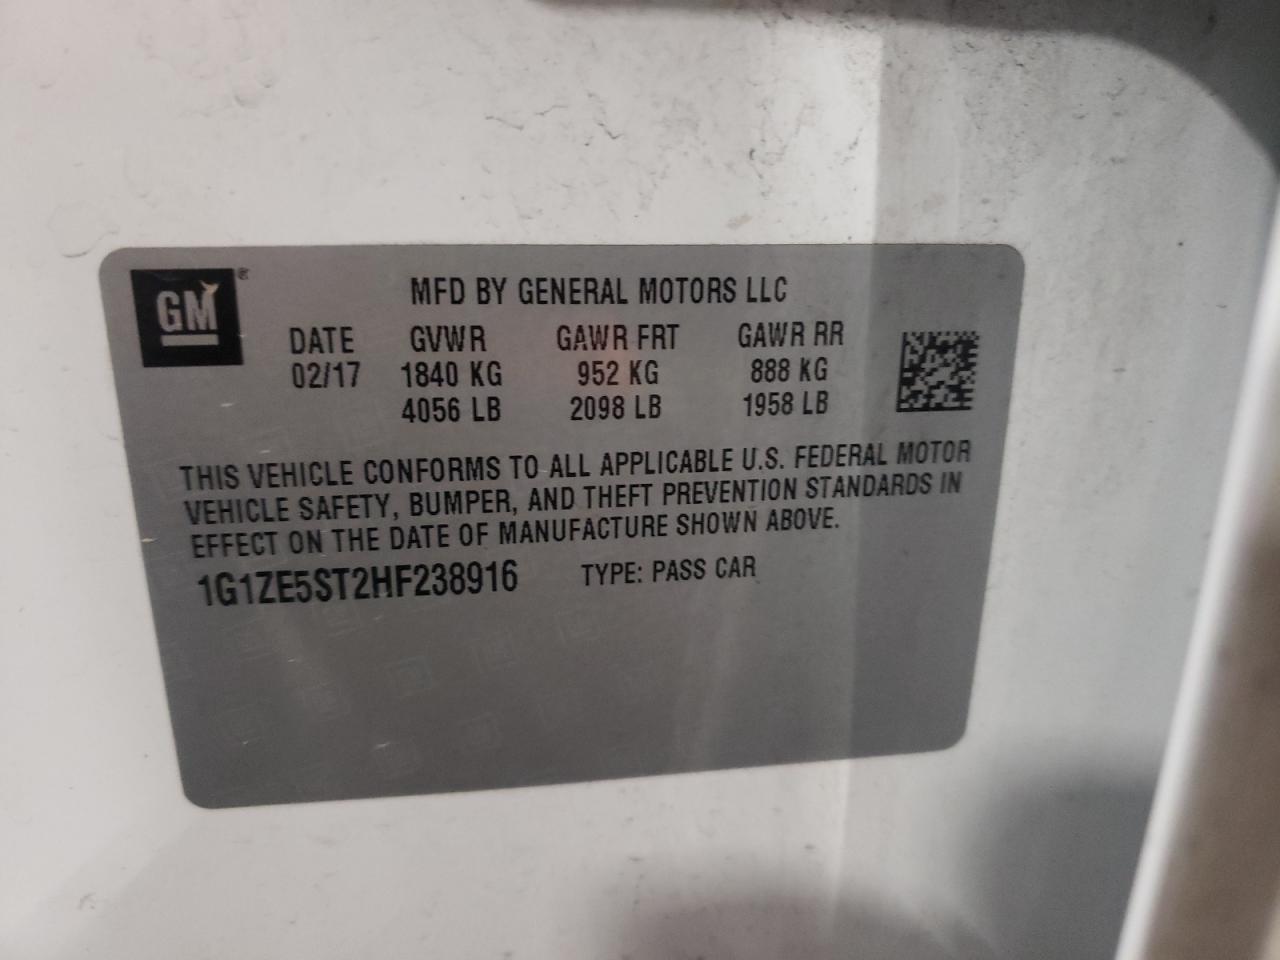 GM ®
MFD BY GENERAL MOTORS LLC
DATE GVWR GAWR FRT GAWR RR
02/17 1840 KG 952 KG 888 KG
4056 LB 2098 LB 1958 LB
THIS VEHICLE CONFORMS TO ALL APPLICABLE U.S. FEDERAL MOTOR
VEHICLE SAFETY, BUMPER, AND THEFT PREVENTION STANDARDS IN
EFFECT ON THE DATE OF MANUFACTURE SHOWN ABOVE.
1G1ZE5ST2HF238916 TYPE: PASS CAR